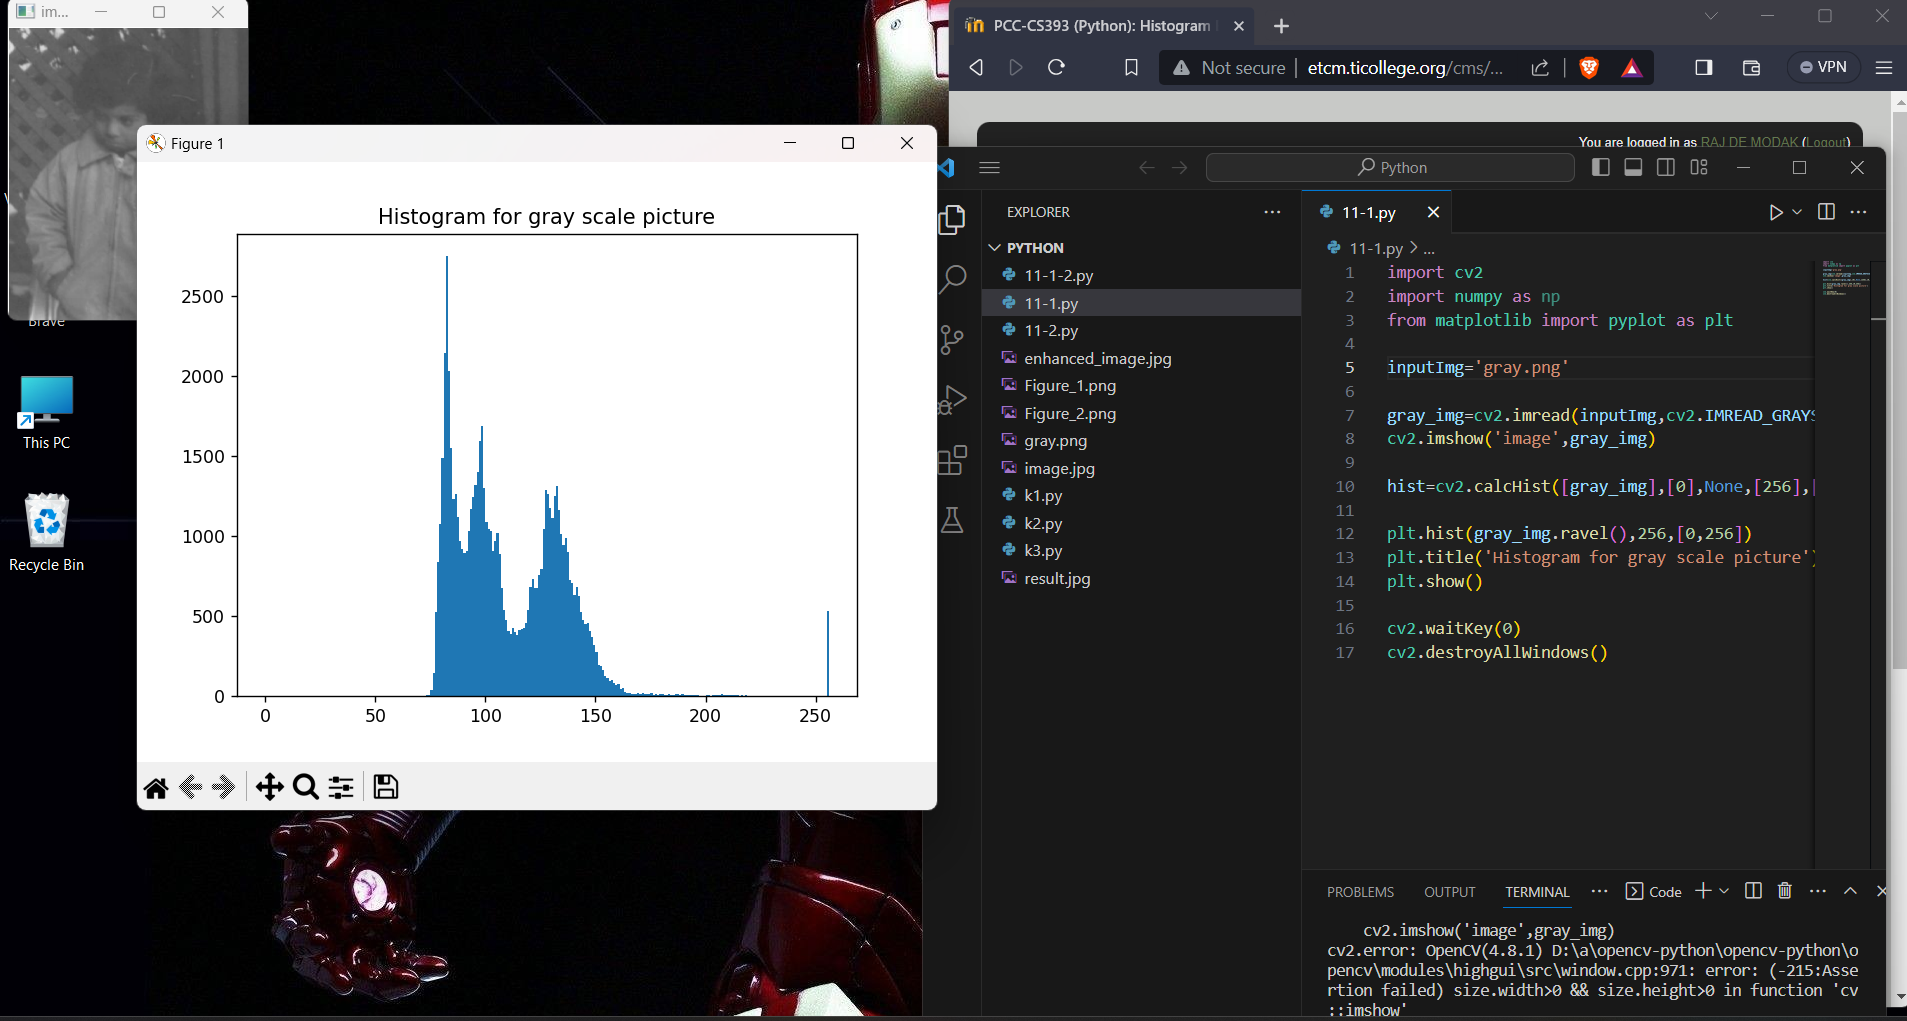 im...
Brave
This PC
Recycle Bin
Figure 1
Histogram for gray scale picture
2500
2000
1500
1000
500
0
0 50 100 150 200 250
PCC-CS393 (Python): Histogram
Not secure | etcm.ticollege.org/cms/...
VPN
You are logged in as RAJ DE MODAK (Logout)
Python
EXPLORER
PYTHON
11-1-2.py
11-1.py
11-2.py
enhanced_image.jpg
Figure_1.png
Figure_2.png
gray.png
image.jpg
k1.py
k2.py
k3.py
result.jpg
11-1.py
11-1.py > ...
1 import cv2
2 import numpy as np
3 from matplotlib import pyplot as plt
4
5 inputImg='gray.png'
6
7 gray_img=cv2.imread(inputImg,cv2.IMREAD_GRAYS
8 cv2.imshow('image',gray_img)
9
10 hist=cv2.calcHist([gray_img],[0],None,[256],[
11
12 plt.hist(gray_img.ravel(),256,[0,256])
13 plt.title('Histogram for gray scale picture')
14 plt.show()
15
16 cv2.waitKey(0)
17 cv2.destroyAllWindows()
PROBLEMS OUTPUT TERMINAL ... Code
cv2.imshow('image',gray_img)
cv2.error: OpenCV(4.8.1) D:\a\opencv-python\opencv-python\o
pencv\modules\highgui\src\window.cpp:971: error: (-215:Asse
rtion failed) size.width>0 && size.height>0 in function 'cv
::imshow'